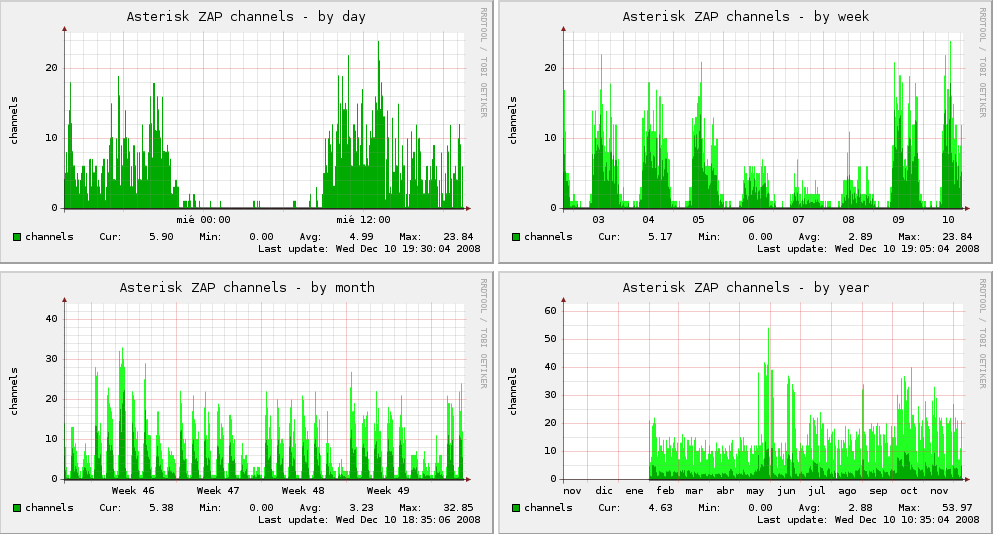 Asterisk ZAP channels - by day
RRDTOOL / TOBI OETIKER
channels
20
10
0
mié 00:00 mié 12:00
channels Cur: 5.90 Min: 0.00 Avg: 4.99 Max: 23.84
Last update: Wed Dec 10 19:30:04 2008
Asterisk ZAP channels - by week
RRDTOOL / TOBI OETIKER
channels
20
10
0
03 04 05 06 07 08 09 10
channels Cur: 5.17 Min: 0.00 Avg: 2.89 Max: 23.84
Last update: Wed Dec 10 19:05:04 2008
Asterisk ZAP channels - by month
RRDTOOL / TOBI OETIKER
channels
40
30
20
10
0
Week 46 Week 47 Week 48 Week 49
channels Cur: 5.38 Min: 0.00 Avg: 3.23 Max: 32.85
Last update: Wed Dec 10 18:35:06 2008
Asterisk ZAP channels - by year
RRDTOOL / TOBI OETIKER
channels
60
50
40
30
20
10
0
nov dic ene feb mar abr may jun jul ago sep oct nov
channels Cur: 4.63 Min: 0.00 Avg: 2.88 Max: 53.97
Last update: Wed Dec 10 10:35:04 2008